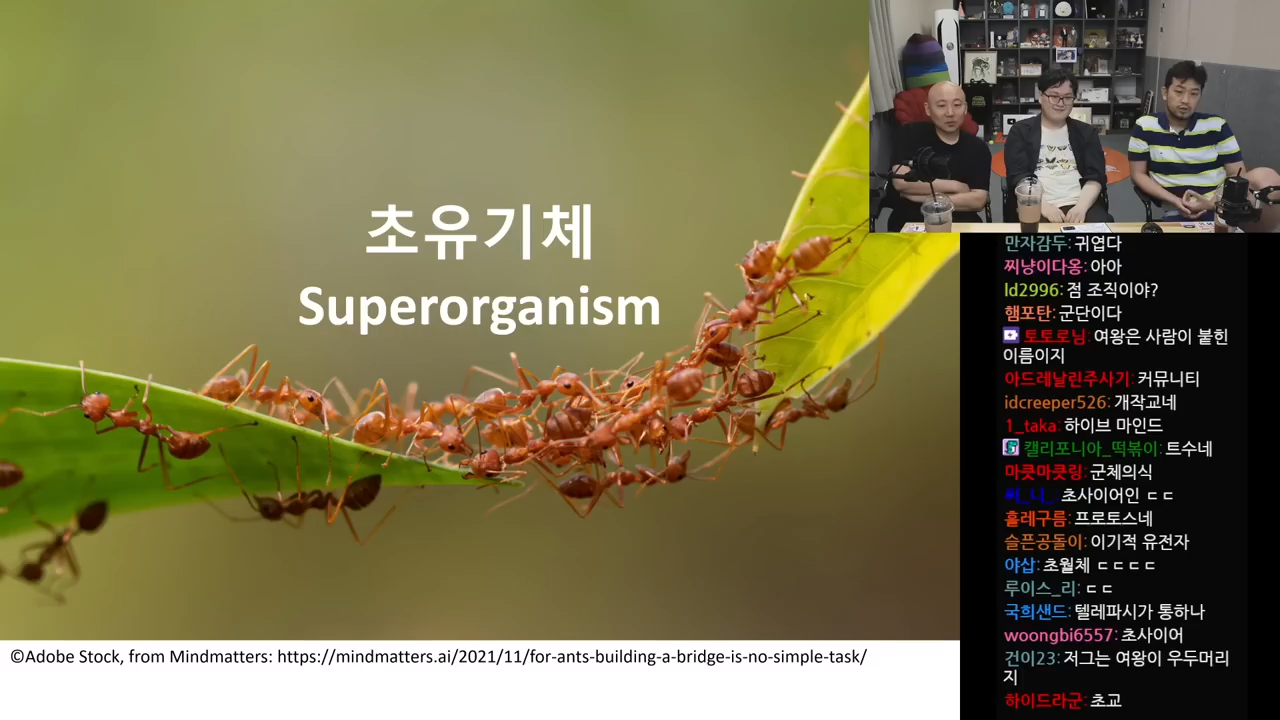 초유기체
Superorganism
©Adobe Stock, from Mindmatters: https://mindmatters.ai/2021/11/for-ants-building-a-bridge-is-no-simple-task/
만자감두: 귀엽다
찌냥이다옹: 아아
ld2996: 점 조직이야?
햄포탄: 군단이다
토토로님: 여왕은 사람이 붙힌
이름이지
아드레날린주사기: 커뮤니티
idcreeper526: 개작교네
1_taka: 하이브 마인드
캘리포니아_떡볶이: 트수네
마큿마큿링: 군체의식
초사이어인 ㄷㄷ
홀레구름: 프로토스네
슬픈공돌이: 이기적 유전자
야삽: 초월체 ㄷㄷㄷㄷ
루이스_리: ㄷㄷ
국희샌드: 텔레파시가 통하나
woongbi6557: 초사이어
건이23: 저그는 여왕이 우두머리
지
하이드라군: 초교